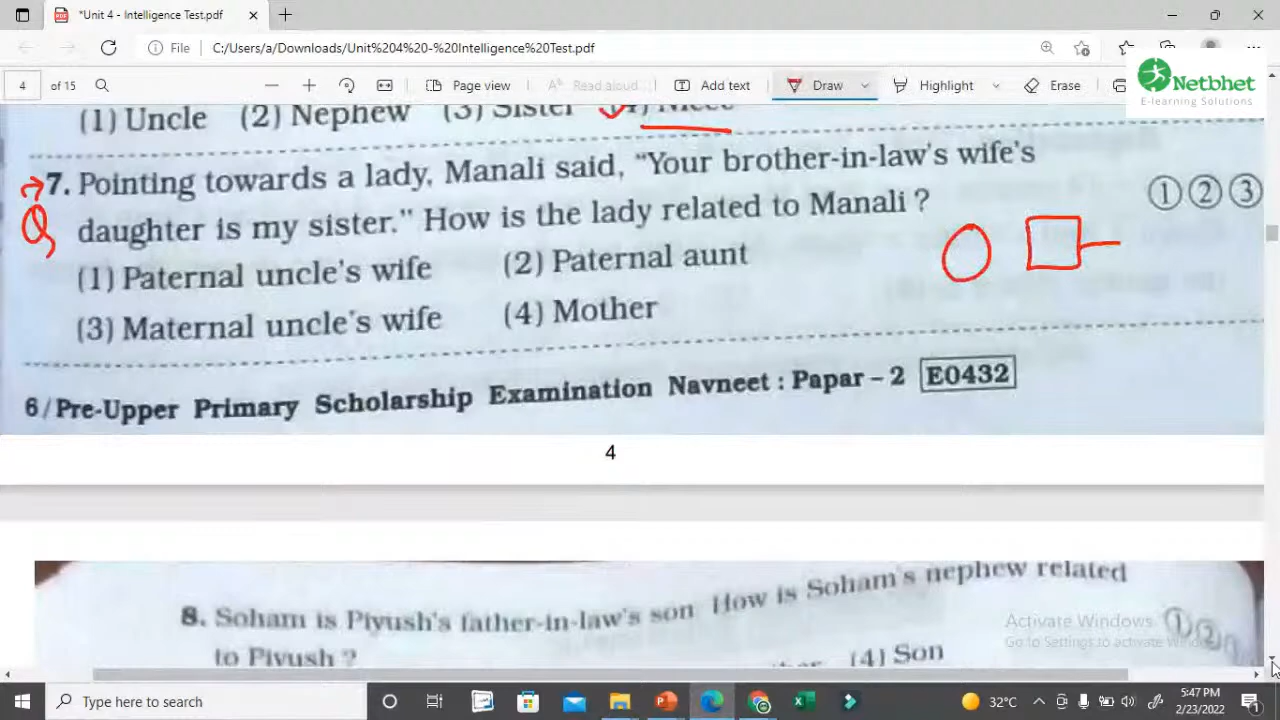 *Unit 4 - Intelligence Test.pdf
File C:/Users/a/Downloads/Unit%204%20-%20Intelligence%20Test.pdf
4 of 15 Page view Read aloud Add text Draw Highlight Erase
Netbhet
E-learning Solutions
(1) Uncle (2) Nephew (3) Sister
7. Pointing towards a lady, Manali said, "Your brother-in-law's wife's
daughter is my sister." How is the lady related to Manali ?
① ② ③
(1) Paternal uncle's wife (2) Paternal aunt
(3) Maternal uncle's wife (4) Mother
6/Pre-Upper Primary Scholarship Examination Navneet : Papar – 2 E0432
4
8. Soham is Piyush's father-in-law's son How is Soham's nephew related
to Piyush ?
(4) Son
① ②
Activate Windows
Go to Settings to activate
Type here to search
32°C
5:47 PM
2/23/2022